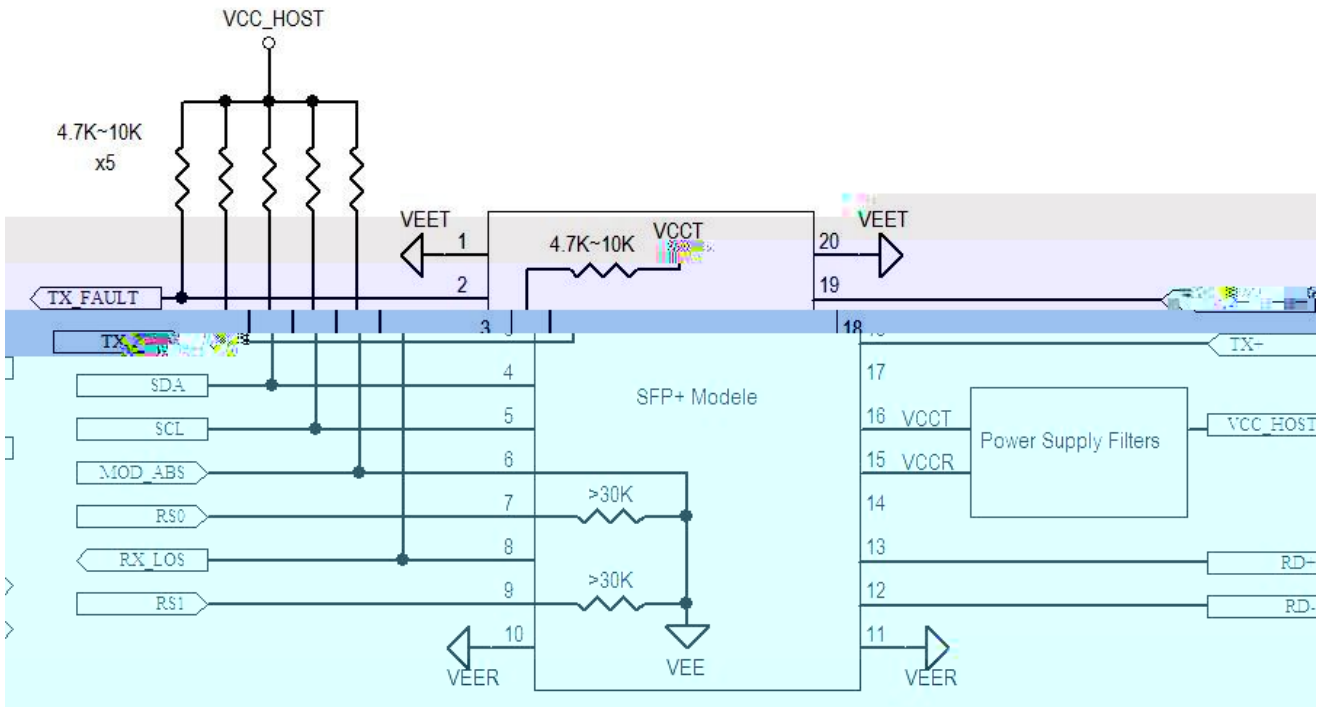 VCC_HOST
4.7K~10K
x5
VEET
1
4.7K~10K
VCCT
20
VEET
TX_FAULT
2
19
3
18
TX+
SDA
4
SFP+ Modele
17
SCL
5
16
VCCT
Power Supply Filters
VCC_HOST
MOD_ABS
6
15
VCCR
RS0
7
>30K
14
RX_LOS
8
13
RD+
RS1
9
>30K
12
RD-
10
11
VEER
VEE
VEER